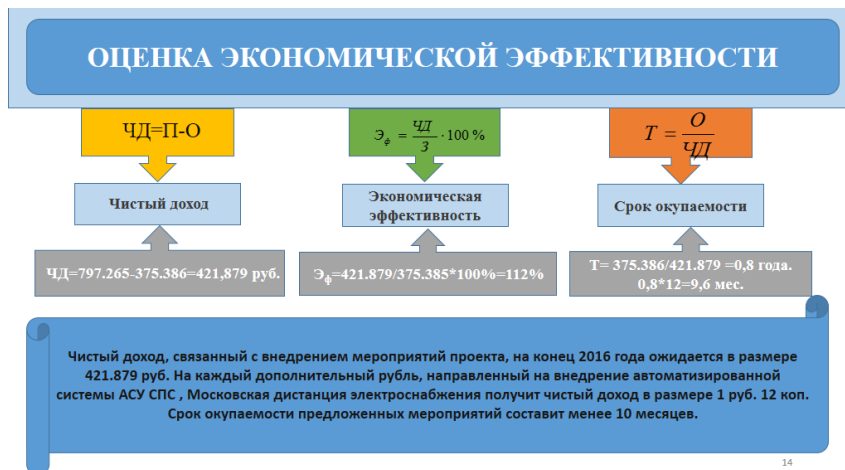 ОЦЕНКА ЭКОНОМИЧЕСКОЙ ЭФФЕКТИВНОСТИ
ЧД=П-О
Э_ф = ЧД/З · 100 %
T = О/ЧД
Чистый доход
Экономическая
эффективность
Срок окупаемости
ЧД=797.265-375.386=421,879 руб.
Эф=421.879/375.385*100%=112%
Т= 375.386/421.879 =0,8 года.
0,8*12=9,6 мес.
Чистый доход, связанный с внедрением мероприятий проекта, на конец 2016 года ожидается в размере
421.879 руб. На каждый дополнительный рубль, направленный на внедрение автоматизированной
системы АСУ СПС , Московская дистанция электроснабжения получит чистый доход в размере 1 руб. 12 коп.
Срок окупаемости предложенных мероприятий составит менее 10 месяцев.
14